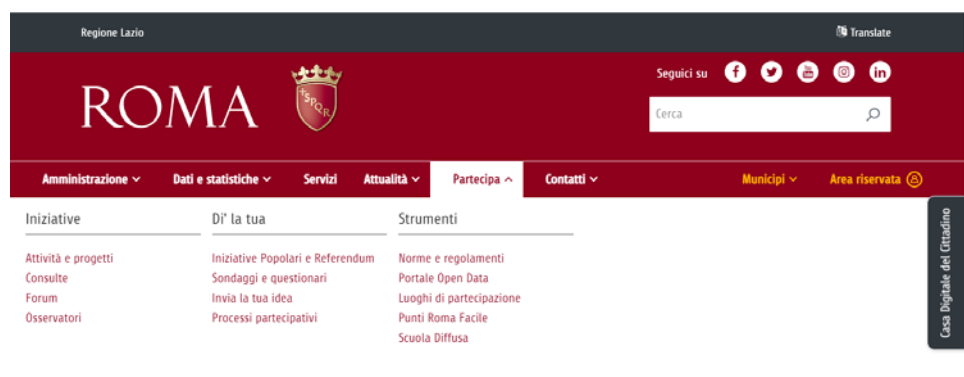 Regione Lazio
Translate
ROMA
SPQR
Seguici su
Cerca
Amministrazione
Dati e statistiche
Servizi
Attualità
Partecipa
Contatti
Municipi
Area riservata
Iniziative
Attività e progetti
Consulte
Forum
Osservatori
Di' la tua
Iniziative Popolari e Referendum
Sondaggi e questionari
Invia la tua idea
Processi partecipativi
Strumenti
Norme e regolamenti
Portale Open Data
Luoghi di partecipazione
Punti Roma Facile
Scuola Diffusa
Casa Digitale del Cittadino